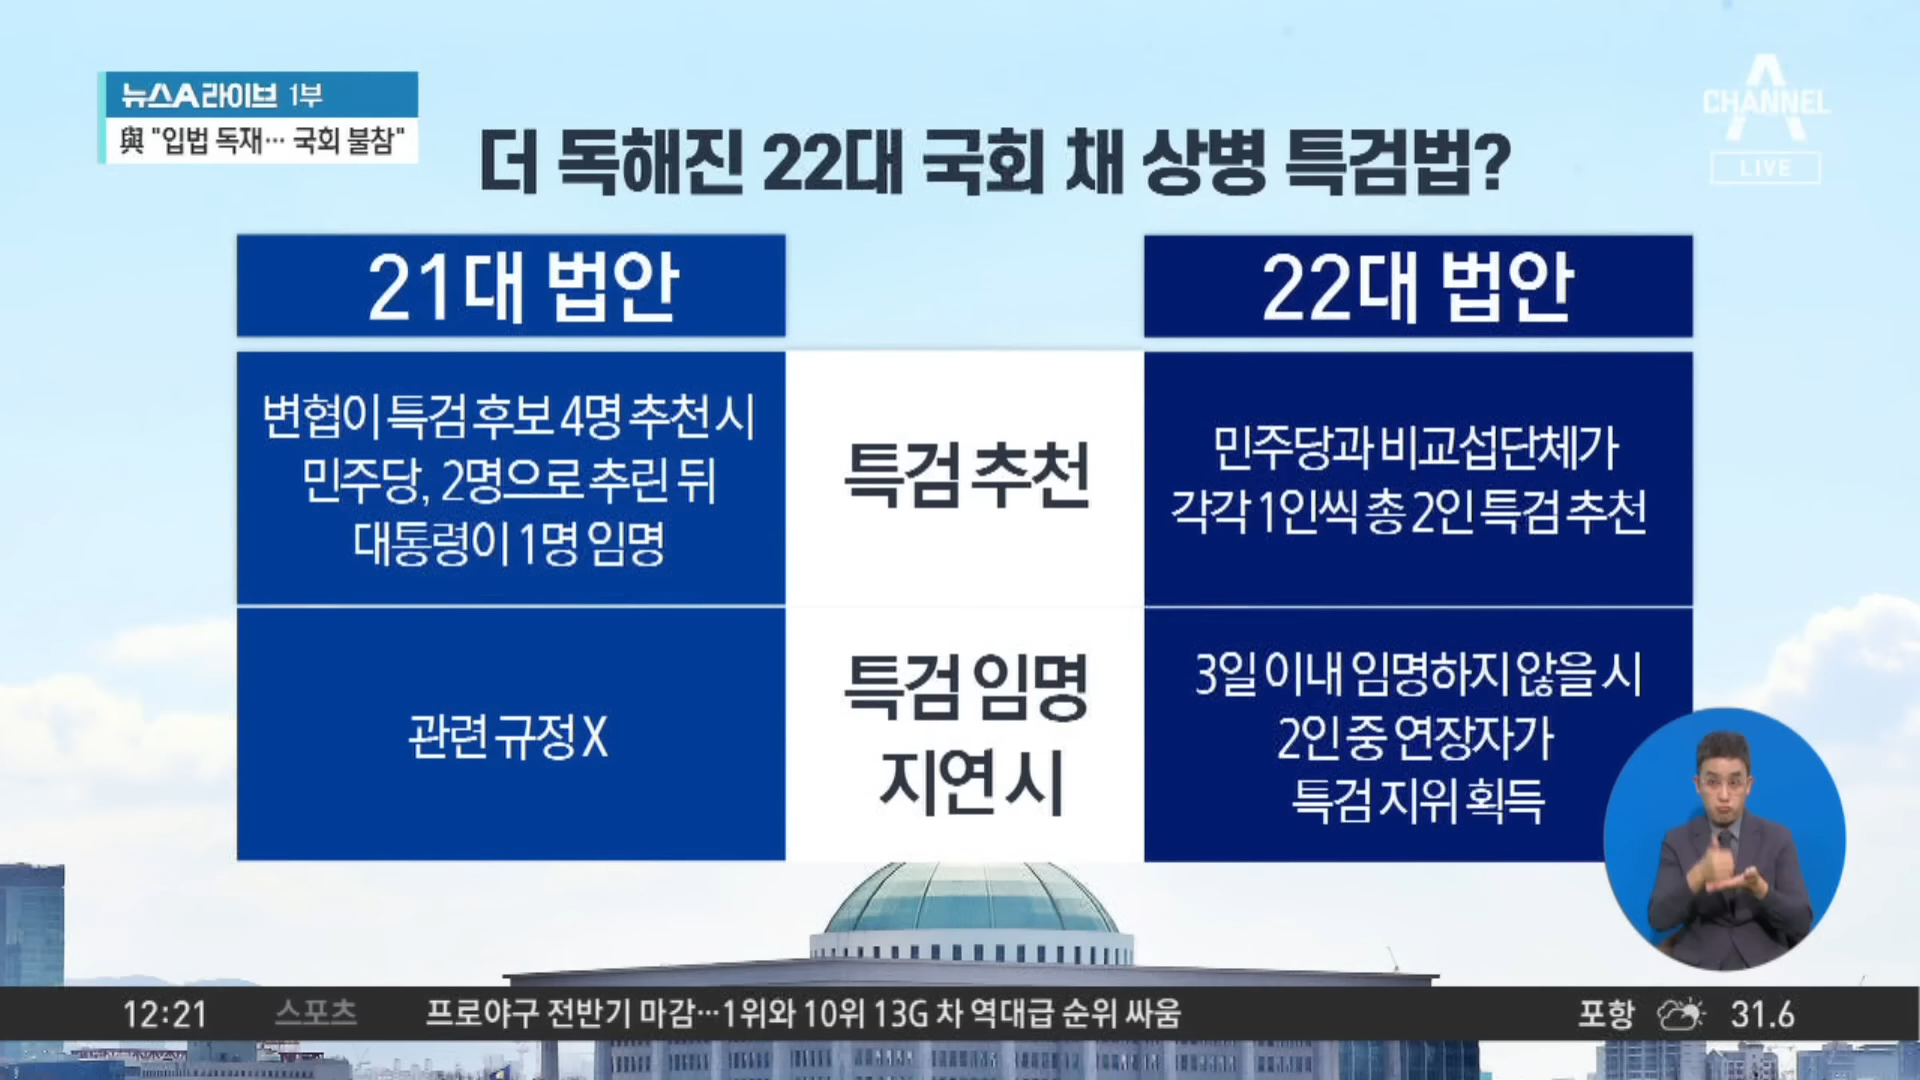 뉴스A라이브 1부
與 "입법 독재… 국회 불참"
CHANNEL A
LIVE
더 독해진 22대 국회 채 상병 특검법?
21대 법안
22대 법안
변협이 특검 후보 4명 추천 시
민주당, 2명으로 추린 뒤
대통령이 1명 임명
특검 추천
민주당과 비교섭단체가
각각 1인씩 총 2인 특검 추천
관련 규정 X
특검 임명
지연 시
3일 이내 임명하지 않을 시
2인 중 연장자가
특검 지위 획득
12:21 스포츠 프로야구 전반기 마감…1위와 10위 13G 차 역대급 순위 싸움 포항 31.6